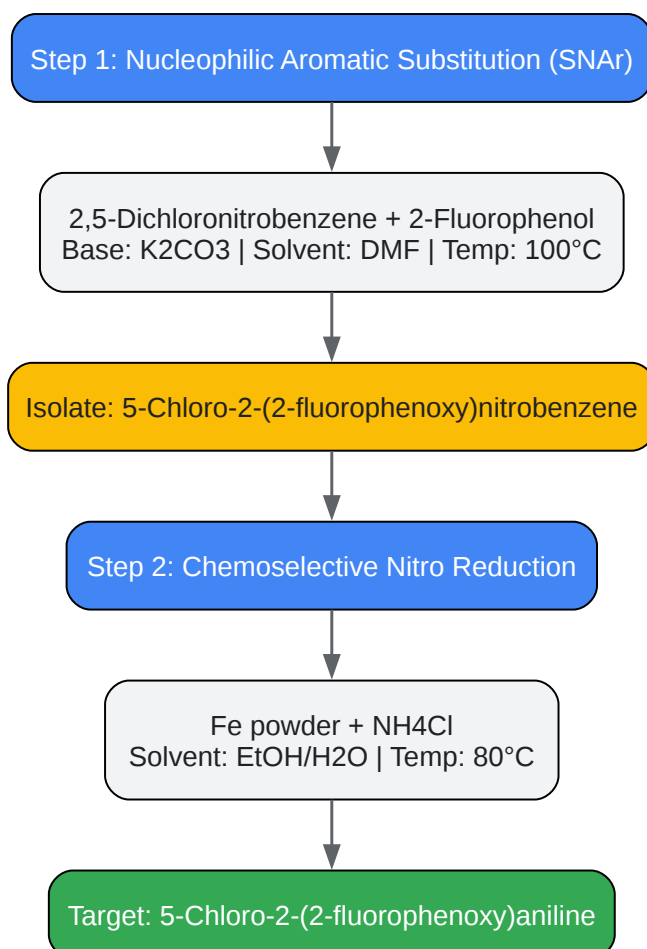 Step 1: Nucleophilic Aromatic Substitution (SNAr)
2,5-Dichloronitrobenzene + 2-Fluorophenol
Base: K2CO3 | Solvent: DMF | Temp: 100°C
Isolate: 5-Chloro-2-(2-fluorophenoxy)nitrobenzene
Step 2: Chemoselective Nitro Reduction
Fe powder + NH4Cl
Solvent: EtOH/H2O | Temp: 80°C
Target: 5-Chloro-2-(2-fluorophenoxy)aniline